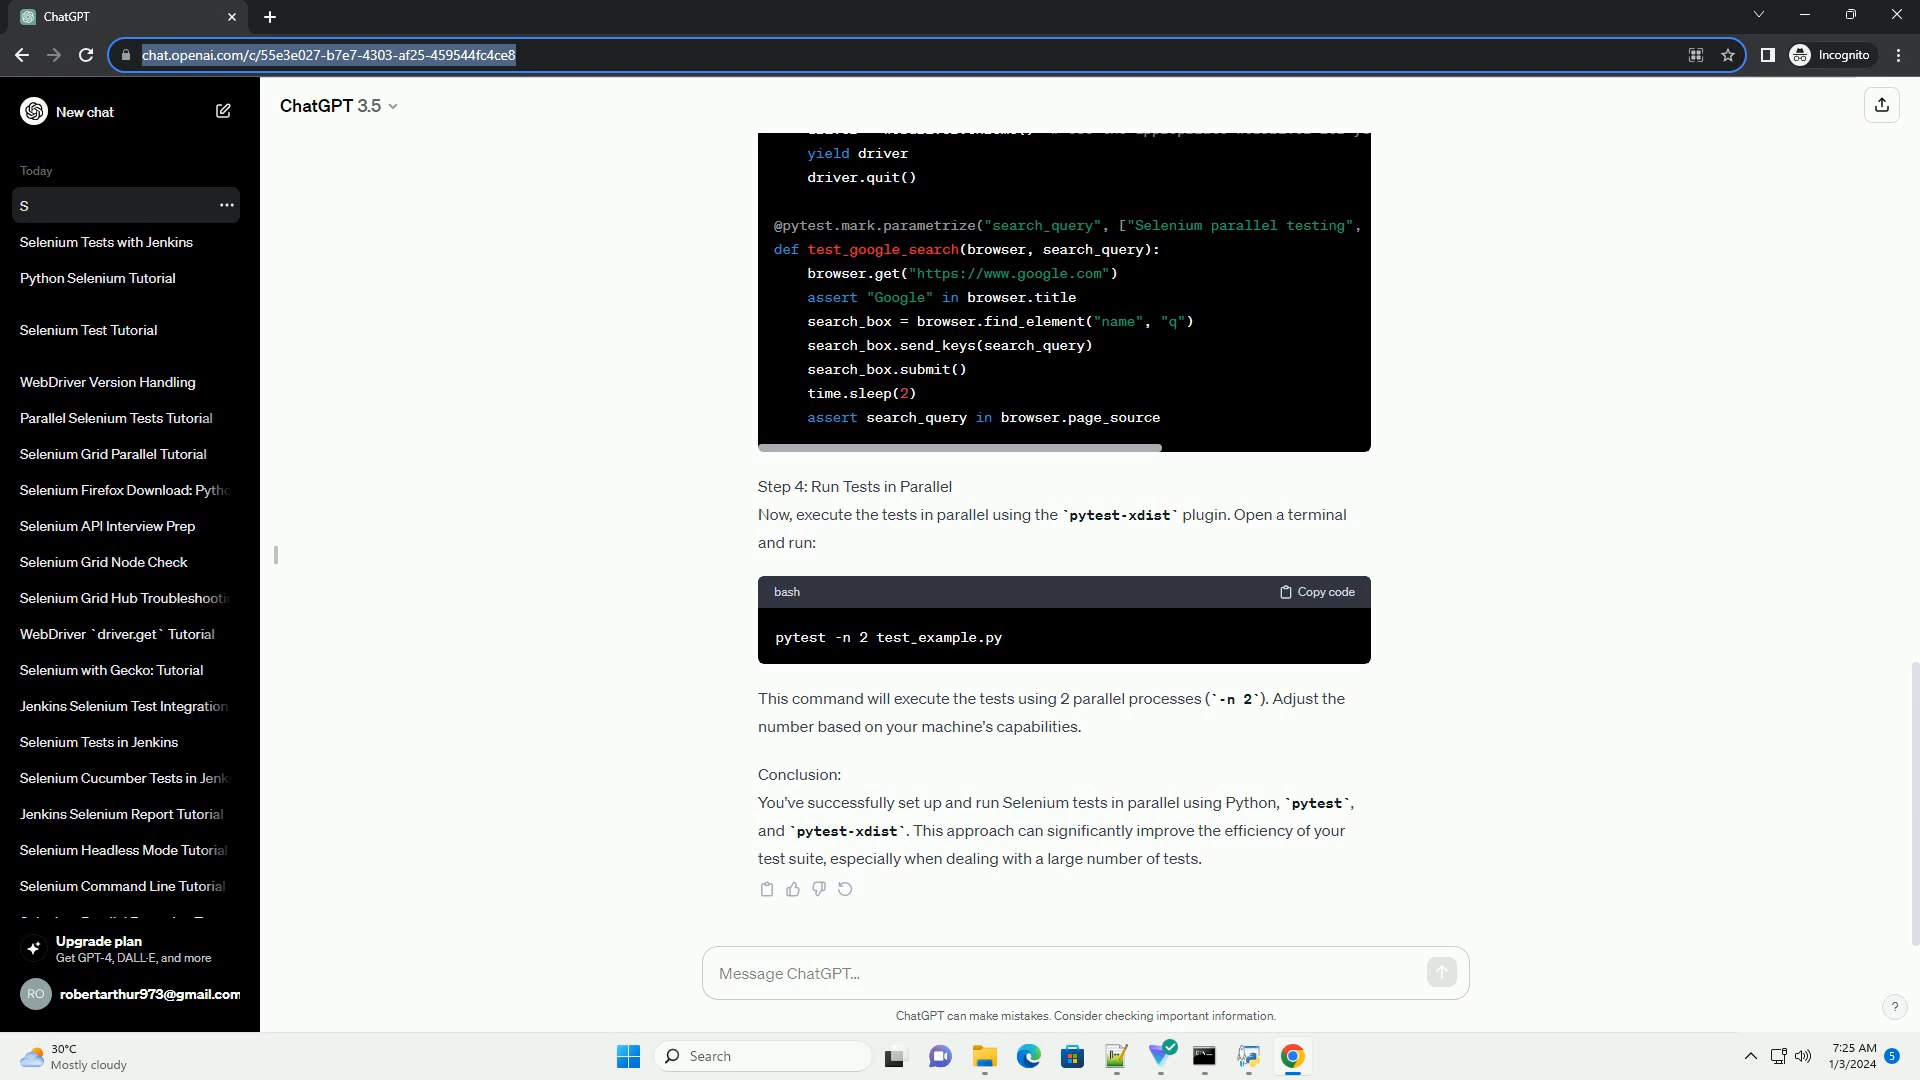 ChatGPT
chat.openai.com/c/55e3e027-b7e7-4303-af25-459544fc4ce8
Incognito
New chat
ChatGPT 3.5
Today
S
Selenium Tests with Jenkins
Python Selenium Tutorial
Selenium Test Tutorial
WebDriver Version Handling
Parallel Selenium Tests Tutorial
Selenium Grid Parallel Tutorial
Selenium Firefox Download: Pytho
Selenium API Interview Prep
Selenium Grid Node Check
Selenium Grid Hub Troubleshooti
WebDriver `driver.get` Tutorial
Selenium with Gecko: Tutorial
Jenkins Selenium Test Integration
Selenium Tests in Jenkins
Selenium Cucumber Tests in Jenk
Jenkins Selenium Report Tutorial
Selenium Headless Mode Tutorial
Selenium Command Line Tutorial
Upgrade plan
Get GPT-4, DALL·E, and more
RO
robertarthur973@gmail.com
yield driver
driver.quit()
@pytest.mark.parametrize("search_query", ["Selenium parallel testing",
def test_google_search(browser, search_query):
browser.get("https://www.google.com")
assert "Google" in browser.title
search_box = browser.find_element("name", "q")
search_box.send_keys(search_query)
search_box.submit()
time.sleep(2)
assert search_query in browser.page_source
Step 4: Run Tests in Parallel
Now, execute the tests in parallel using the `pytest-xdist` plugin. Open a terminal
and run:
bash
Copy code
pytest -n 2 test_example.py
This command will execute the tests using 2 parallel processes (`-n 2`). Adjust the
number based on your machine's capabilities.
Conclusion:
You've successfully set up and run Selenium tests in parallel using Python, `pytest`,
and `pytest-xdist`. This approach can significantly improve the efficiency of your
test suite, especially when dealing with a large number of tests.
Message ChatGPT...
ChatGPT can make mistakes. Consider checking important information.
?
30°C
Mostly cloudy
Search
7:25 AM
1/3/2024
5